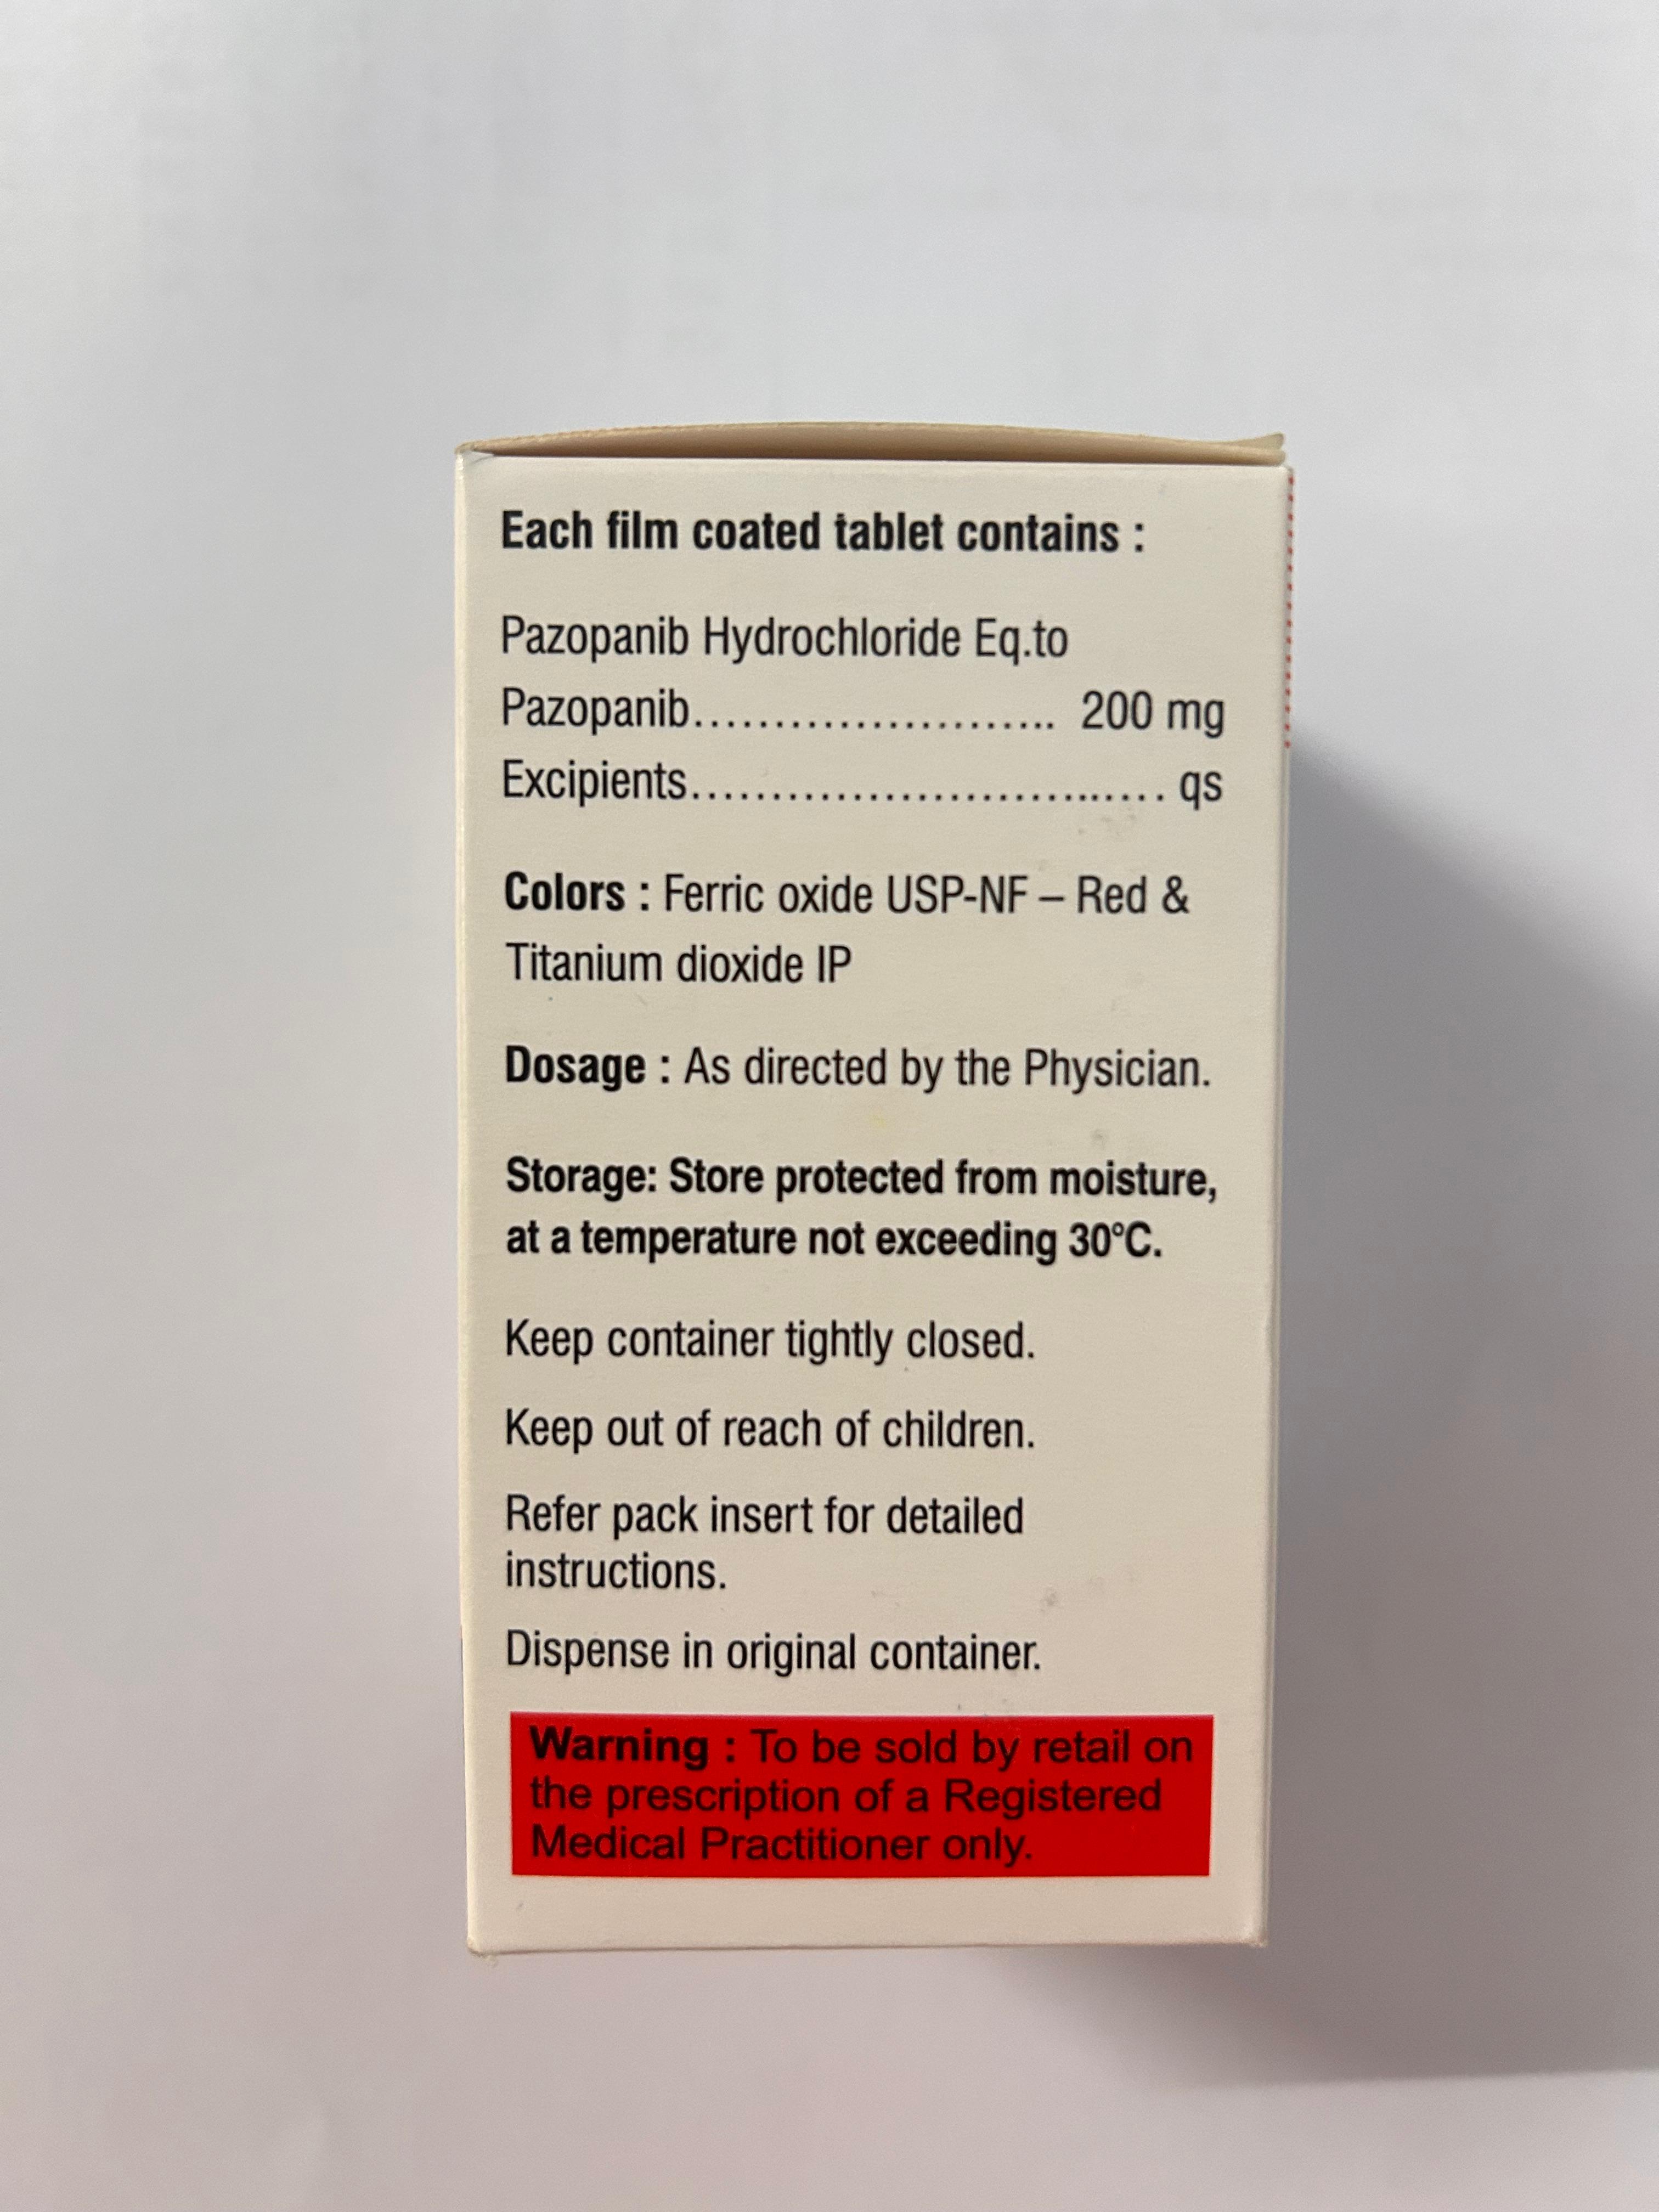 Each film coated tablet contains :
Pazopanib Hydrochloride Eq.to
Pazopanib........................ 200 mg
Excipients.............................. qs
Colors : Ferric oxide USP-NF – Red &
Titanium dioxide IP
Dosage : As directed by the Physician.
Storage: Store protected from moisture,
at a temperature not exceeding 30°C.
Keep container tightly closed.
Keep out of reach of children.
Refer pack insert for detailed
instructions.
Dispense in original container.
Warning : To be sold by retail on
the prescription of a Registered
Medical Practitioner only.